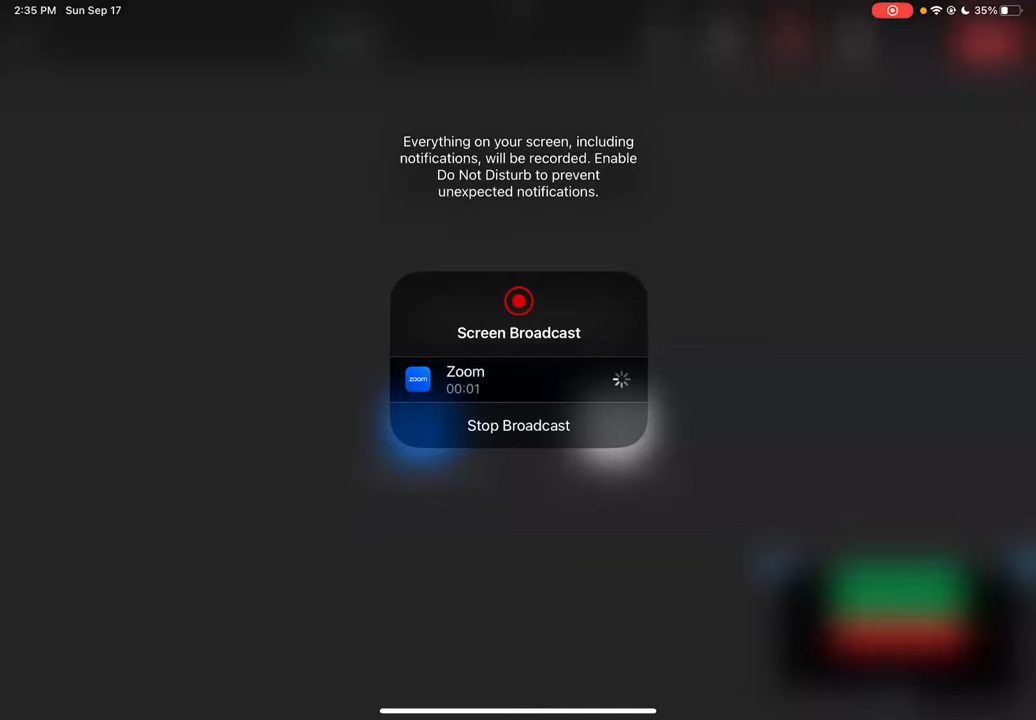 2:35 PM Sun Sep 17
35%
Everything on your screen, including
notifications, will be recorded. Enable
Do Not Disturb to prevent
unexpected notifications.
Screen Broadcast
zoom
Zoom
00:01
Stop Broadcast